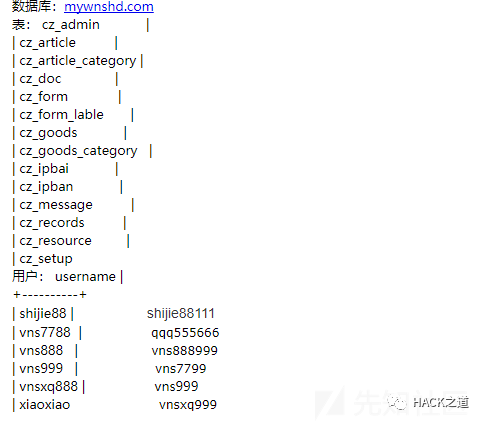 数据库：mywnshd.com
表： cz_admin |
| cz_article |
| cz_article_category |
| cz_doc |
| cz_form |
| cz_form_lable |
| cz_goods |
| cz_goods_category |
| cz_ipbai |
| cz_ipban |
| cz_message |
| cz_records |
| cz_resource |
| cz_setup
用户： username |
+----------+
| shijie88 | shijie88111
| vns7788 | qqq555666
| vns888 | vns888999
| vns999 | vns7799
| vnsxq888 | vns999
| xiaoxiao vnsxq999
HACK之道